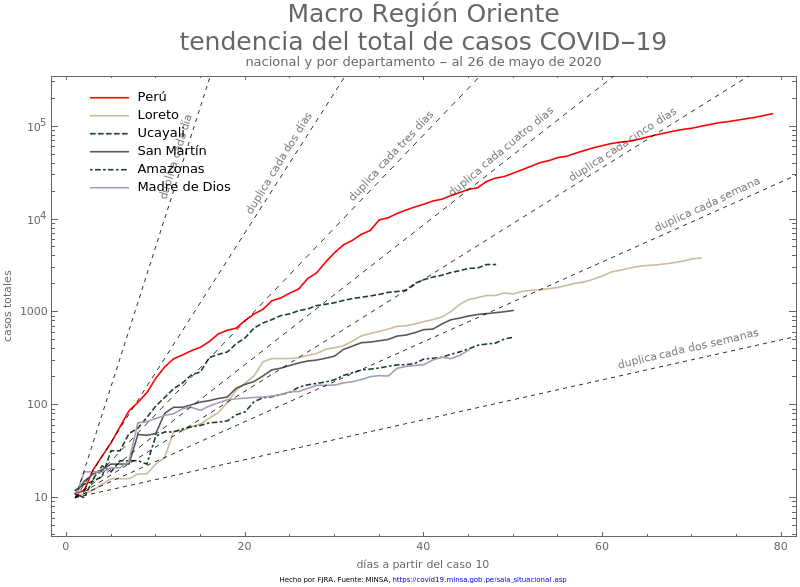 Macro Región Oriente
tendencia del total de casos COVID−19
nacional y por departamento − al 26 de mayo de 2020
Perú
Loreto
Ucayali
San Martín
Amazonas
Madre de Dios
duplica cada día
duplica cada dos días
duplica cada tres días
duplica cada cuatro días
duplica cada cinco días
duplica cada semana
duplica cada dos semanas
casos totales
10^5
10^4
1000
100
10
0 20 40 60 80
días a partir del caso 10
Hecho por FJRA. Fuente: MINSA, https://covid19.minsa.gob.pe/sala_situacional.asp